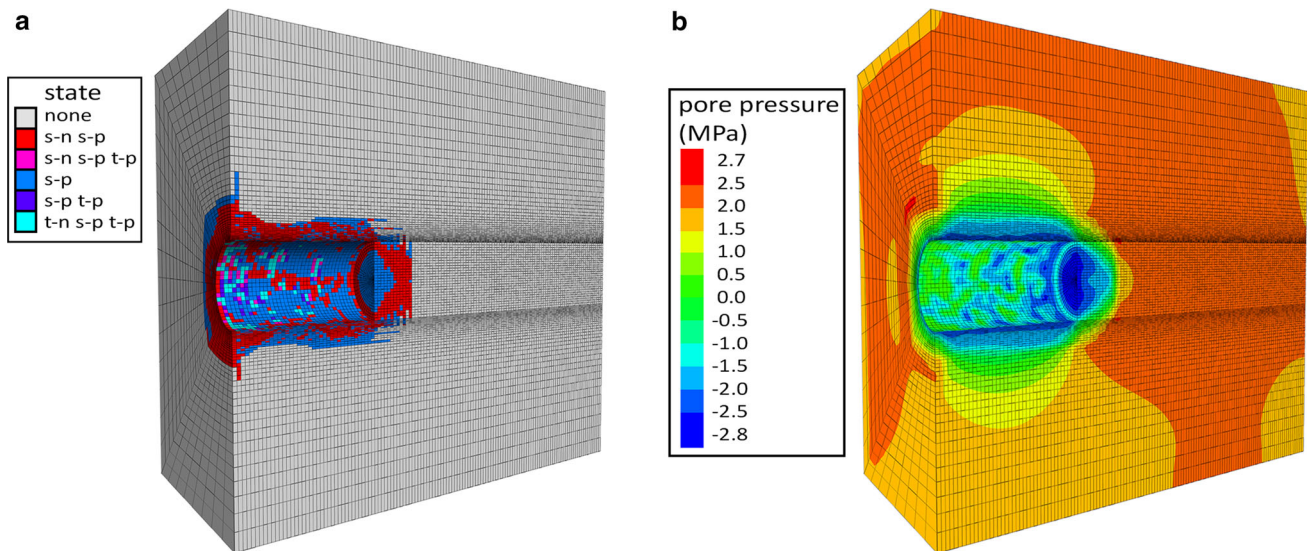 a
state
none
s-n s-p
s-n s-p t-p
s-p
s-p t-p
t-n s-p t-p
b
pore pressure
(MPa)
2.7
2.5
2.0
1.5
1.0
0.5
0.0
-0.5
-1.0
-1.5
-2.0
-2.5
-2.8